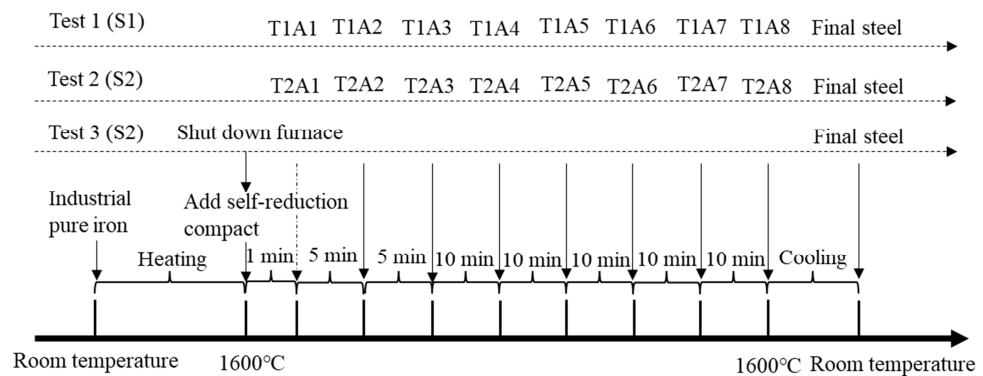 Test 1 (S1) T1A1 T1A2 T1A3 T1A4 T1A5 T1A6 T1A7 T1A8 Final steel
Test 2 (S2) T2A1 T2A2 T2A3 T2A4 T2A5 T2A6 T2A7 T2A8 Final steel
Test 3 (S2) Shut down furnace Final steel
Industrial
pure iron
Add self-reduction
compact
Heating 1 min 5 min 5 min 10 min 10 min 10 min 10 min 10 min Cooling
Room temperature 1600℃ 1600℃ Room temperature